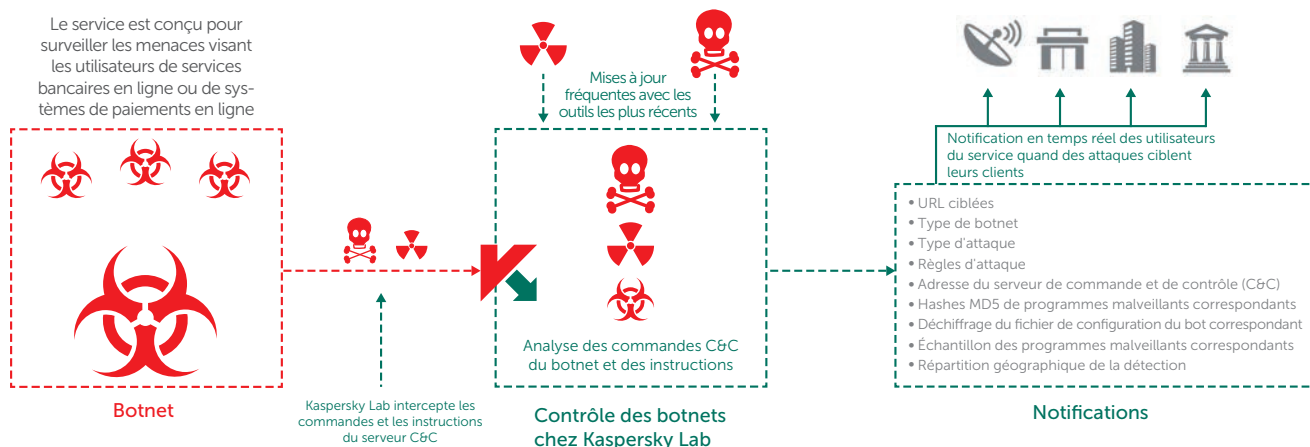 Le service est conçu pour
surveiller les menaces visant
les utilisateurs de services
bancaires en ligne ou de sys-
tèmes de paiements en ligne
Botnet
Kaspersky Lab intercepte les
commandes et les instructions
du serveur C&C
Mises à jour
fréquentes avec les
outils les plus récents
Analyse des commandes C&C
du botnet et des instructions
Contrôle des botnets
chez Kaspersky Lab
Notification en temps réel des utilisateurs
du service quand des attaques ciblent
leurs clients
• URL ciblées
• Type de botnet
• Type d'attaque
• Règles d'attaque
• Adresse du serveur de commande et de contrôle (C&C)
• Hashes MD5 de programmes malveillants correspondants
• Déchiffrage du fichier de configuration du bot correspondant
• Échantillon des programmes malveillants correspondants
• Répartition géographique de la détection
Notifications